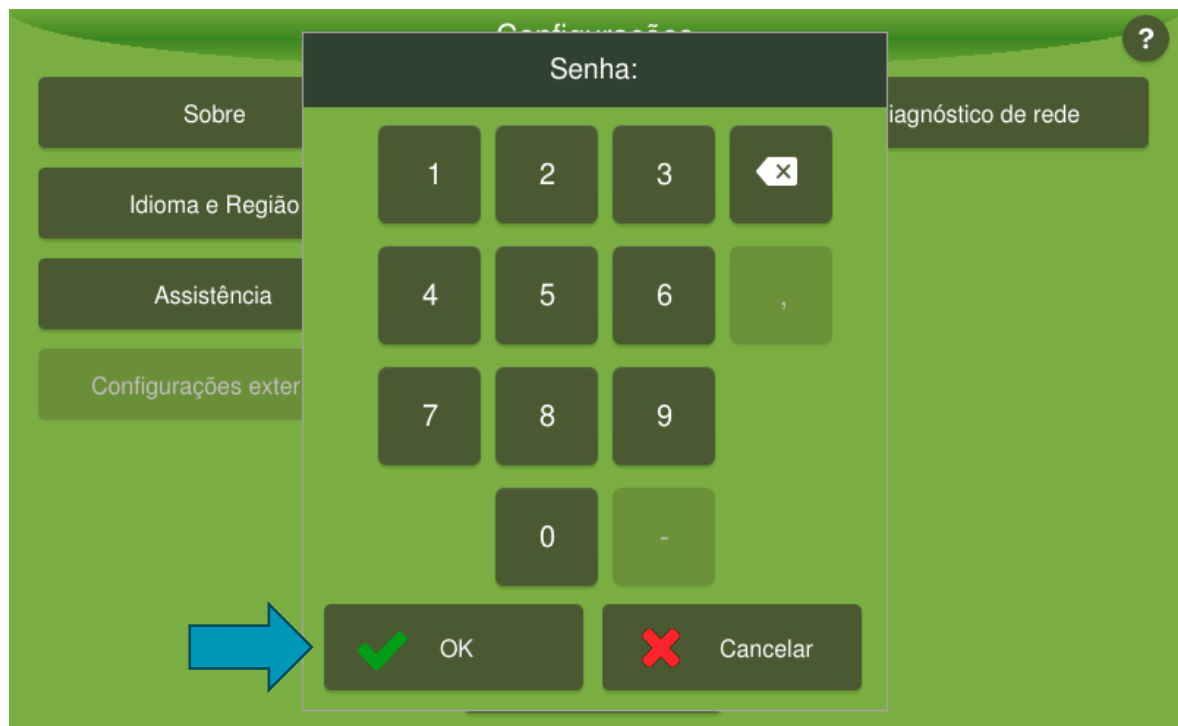 Configurações
?
Senha:
Sobre
iagnóstico de rede
1 2 3
Idioma e Região
4 5 6 ,
Assistência
Configurações exter
7 8 9
0 -
OK
Cancelar